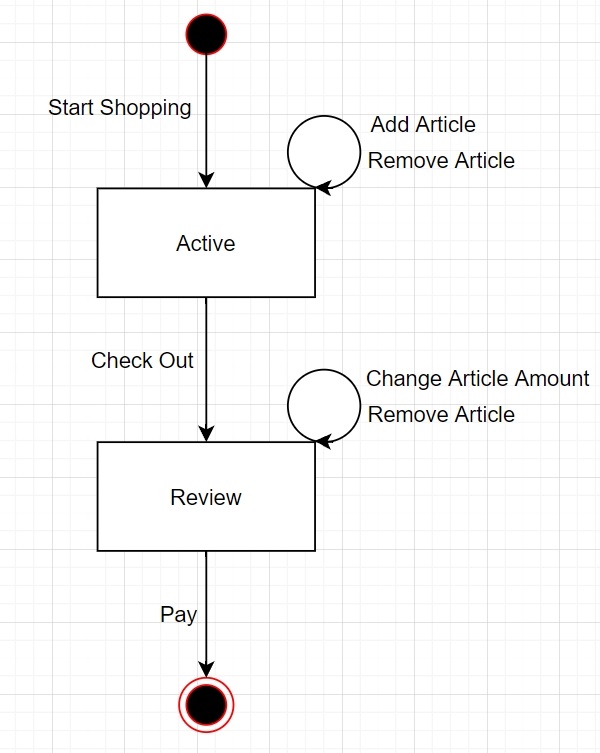 Start Shopping
Add Article
Remove Article
Active
Check Out
Change Article Amount
Remove Article
Review
Pay